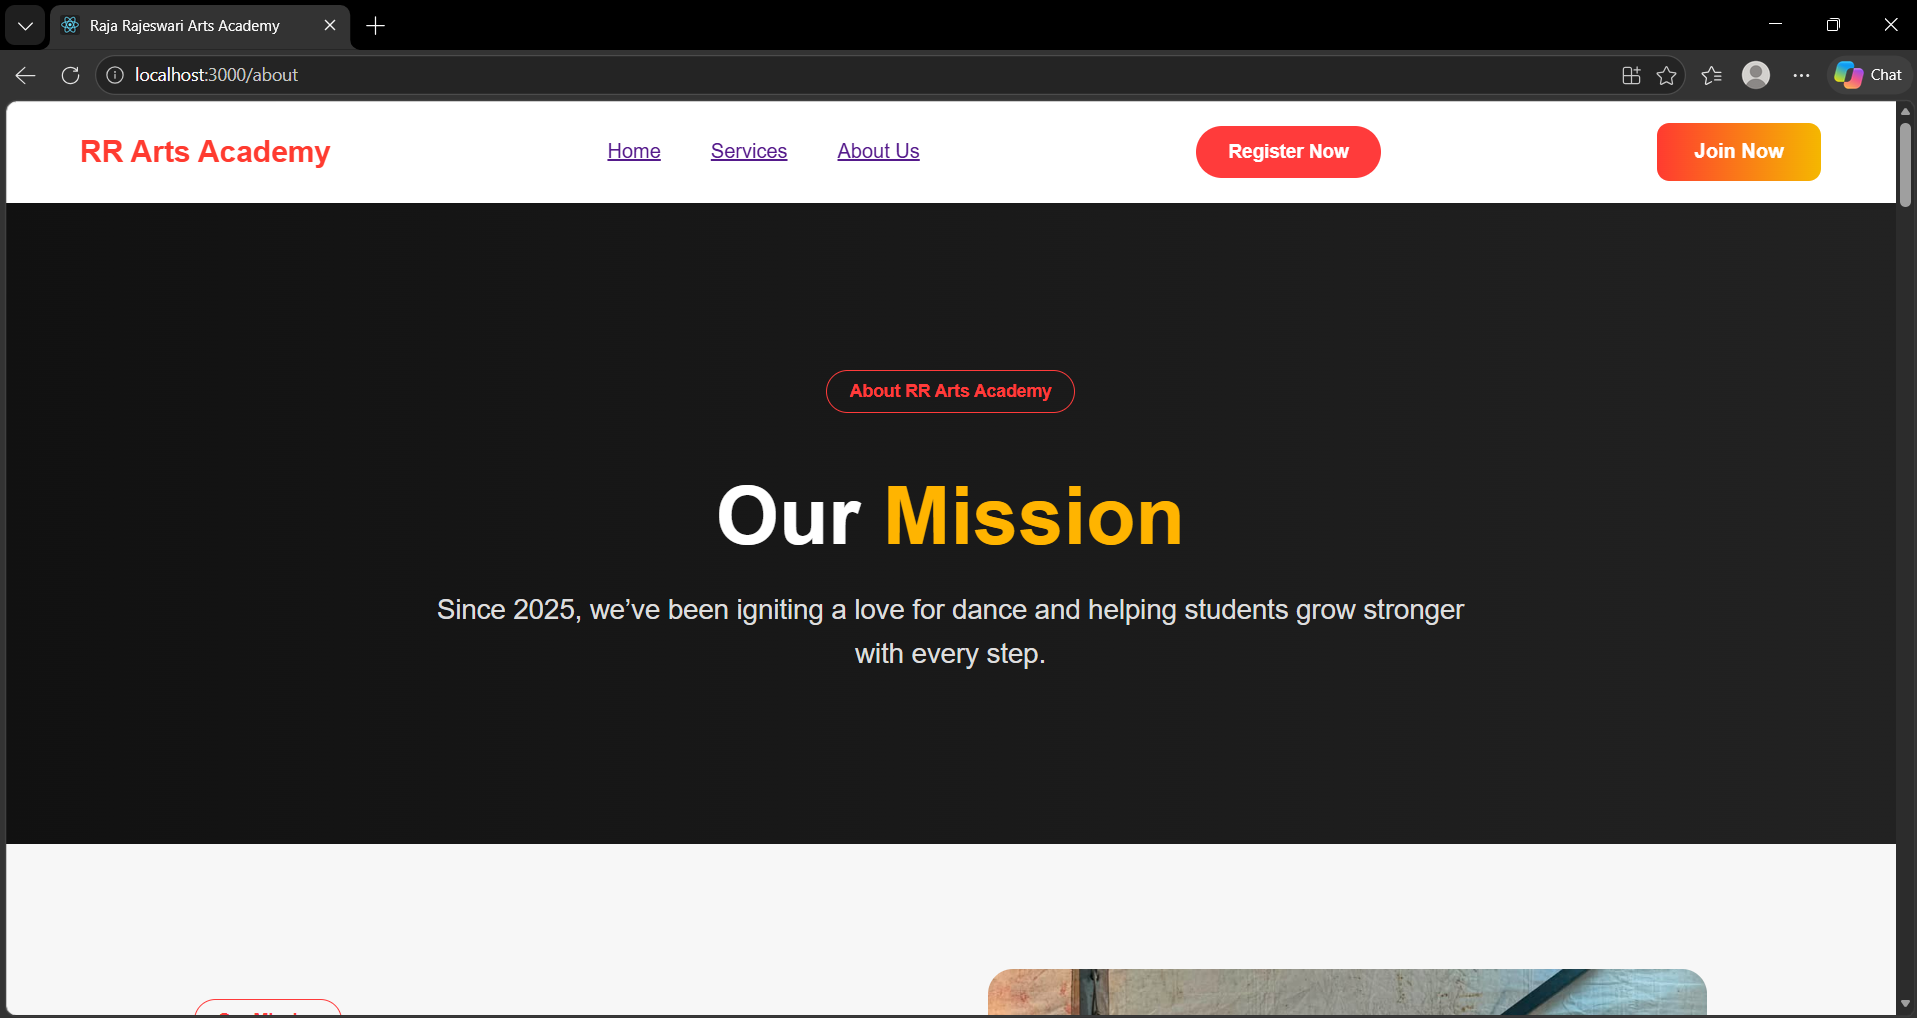 Raja Rajeswari Arts Academy
localhost:3000/about
Chat
RR Arts Academy
Home
Services
About Us
Register Now
Join Now
About RR Arts Academy
Our Mission
Since 2025, we’ve been igniting a love for dance and helping students grow stronger
with every step.